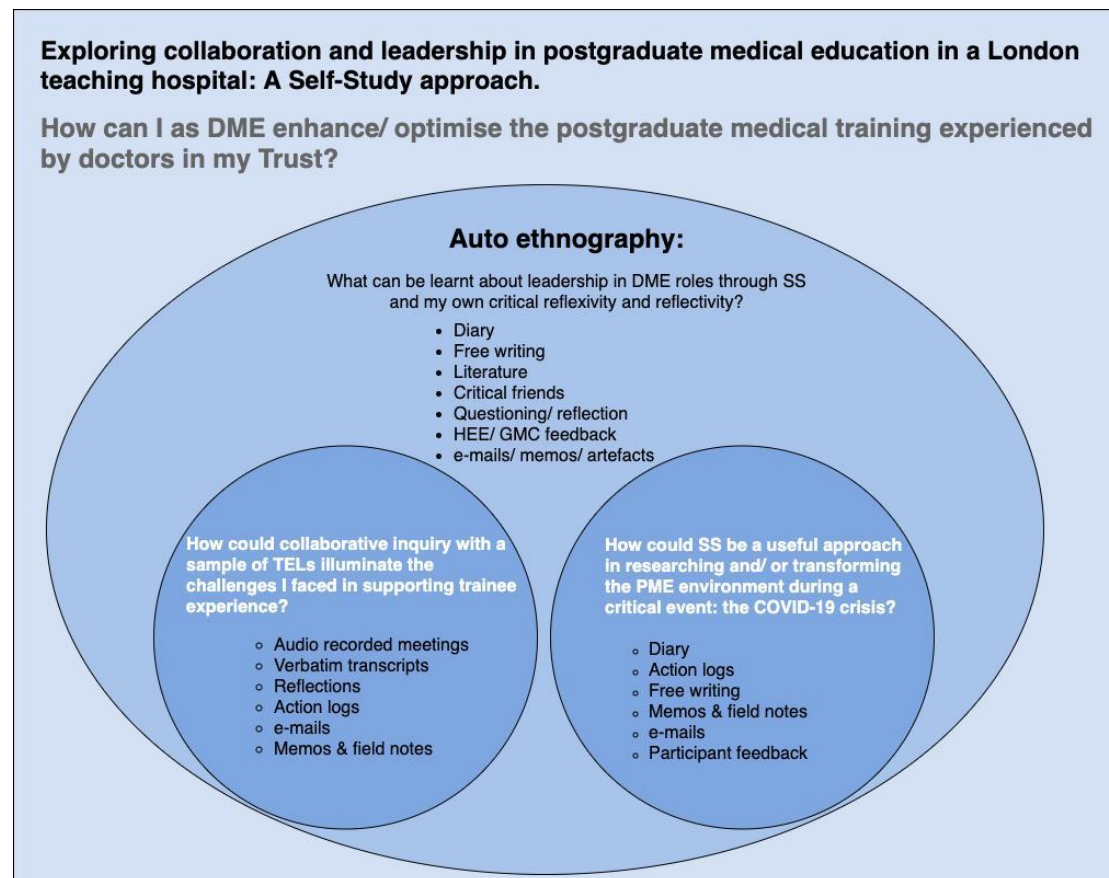 Exploring collaboration and leadership in postgraduate medical education in a London
teaching hospital: A Self-Study approach.
How can I as DME enhance/ optimise the postgraduate medical training experienced
by doctors in my Trust?
Auto ethnography:
What can be learnt about leadership in DME roles through SS
and my own critical reflexivity and reflectivity?
• Diary
• Free writing
• Literature
• Critical friends
• Questioning/ reflection
• HEE/ GMC feedback
• e-mails/ memos/ artefacts
How could collaborative inquiry with a
sample of TELs illuminate the
challenges I faced in supporting trainee
experience?
◦ Audio recorded meetings
◦ Verbatim transcripts
◦ Reflections
◦ Action logs
◦ e-mails
◦ Memos & field notes
How could SS be a useful approach
in researching and/ or transforming
the PME environment during a
critical event: the COVID-19 crisis?
◦ Diary
◦ Action logs
◦ Free writing
◦ Memos & field notes
◦ e-mails
◦ Participant feedback